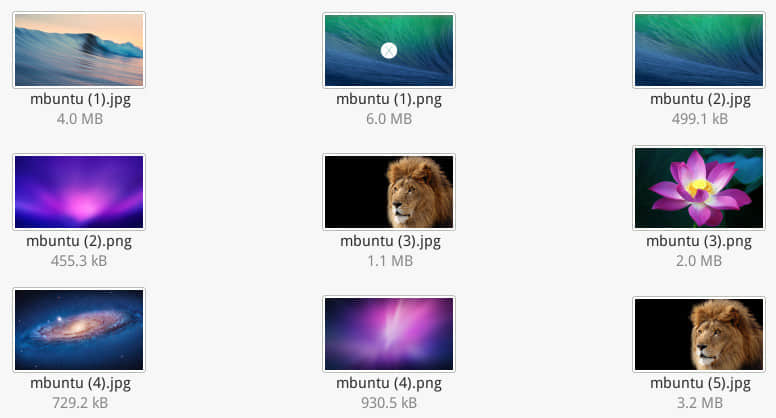 mbuntu (1).jpg
4.0 MB
mbuntu (1).png
6.0 MB
mbuntu (2).jpg
499.1 kB
mbuntu (2).png
455.3 kB
mbuntu (3).jpg
1.1 MB
mbuntu (3).png
2.0 MB
mbuntu (4).jpg
729.2 kB
mbuntu (4).png
930.5 kB
mbuntu (5).jpg
3.2 MB